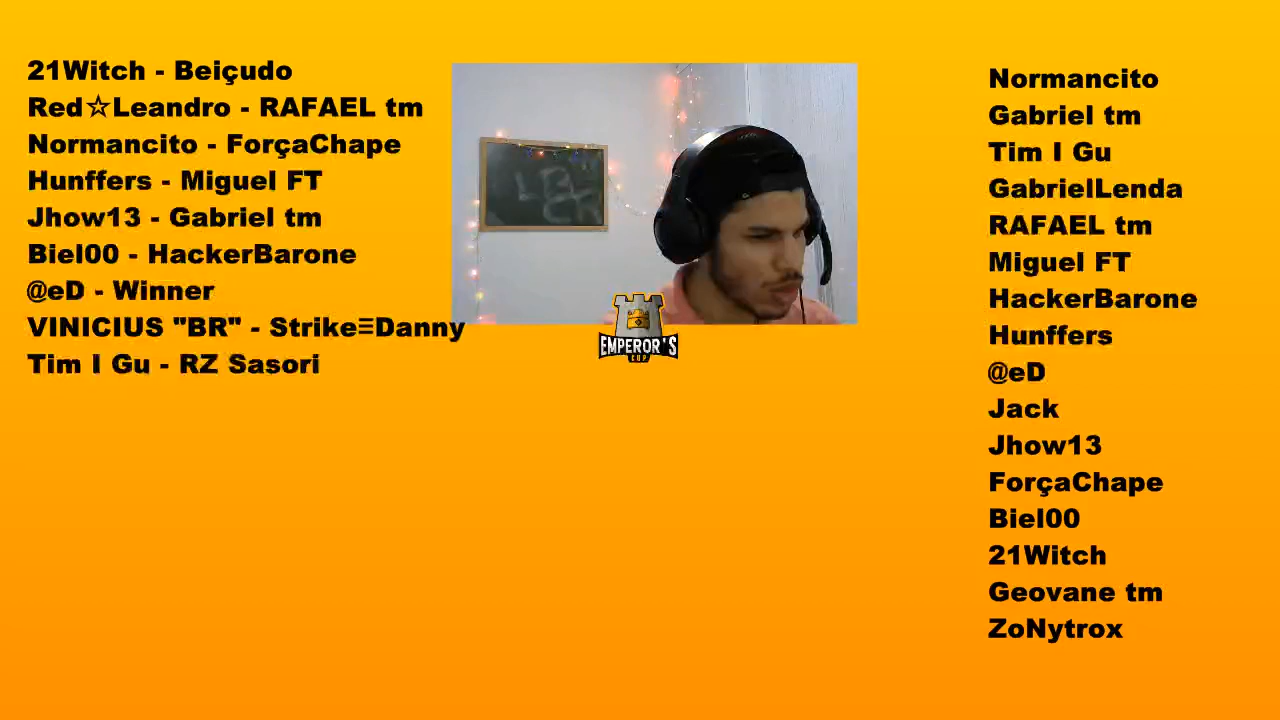 21Witch - Beiçudo
Red☆Leandro - RAFAEL tm
Normancito - ForçaChape
Hunffers - Miguel FT
Jhow13 - Gabriel tm
Biel00 - HackerBarone
@eD - Winner
VINICIUS "BR" - Strike☰Danny
Tim I Gu - RZ Sasori
EMPEROR'S
CUP
Normancito
Gabriel tm
Tim I Gu
GabrielLenda
RAFAEL tm
Miguel FT
HackerBarone
Hunffers
@eD
Jack
Jhow13
ForçaChape
Biel00
21Witch
Geovane tm
ZoNytrox